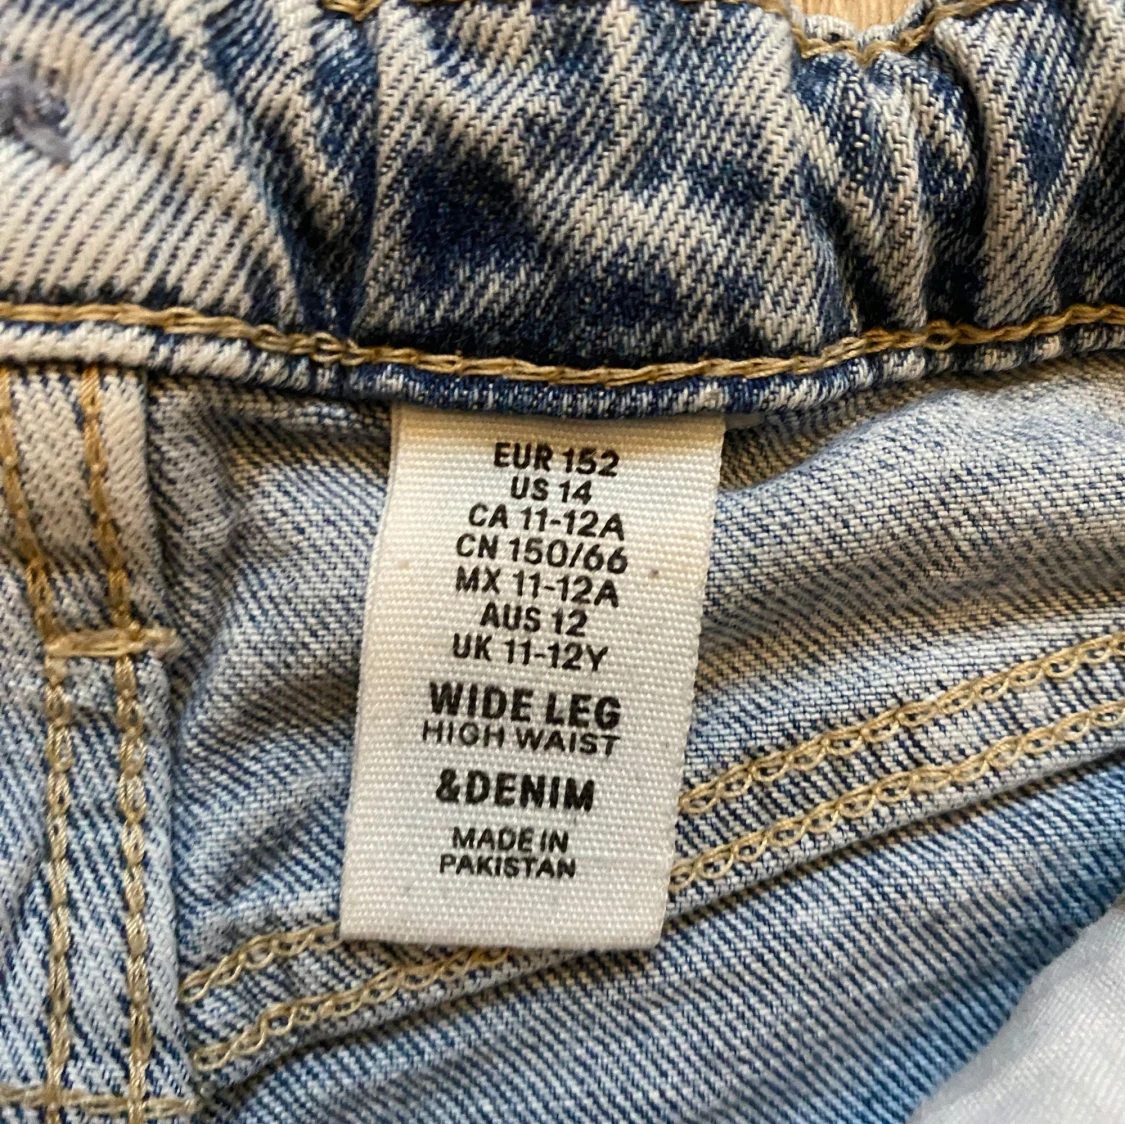 EUR 152
US 14
CA 11-12A
CN 150/66
MX 11-12A
AUS 12
UK 11-12Y
WIDE LEG
HIGH WAIST
&DENIM
MADE IN
PAKISTAN